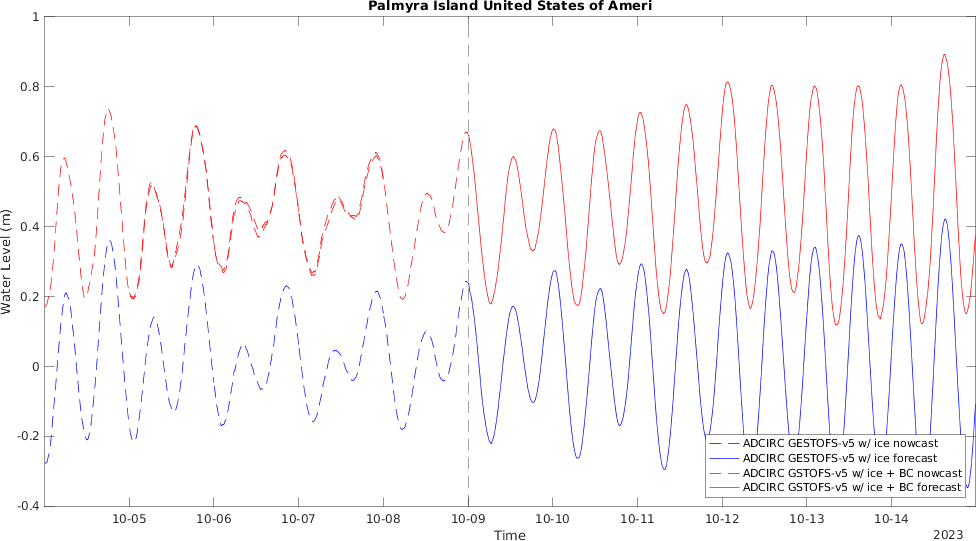 Palmyra Island United States of Ameri
Water Level (m)
1
0.8
0.6
0.4
0.2
0
-0.2
-0.4
ADCIRC GESTOFS-v5 w/ ice nowcast
ADCIRC GESTOFS-v5 w/ ice forecast
ADCIRC GSTOFS-v5 w/ ice + BC nowcast
ADCIRC GSTOFS-v5 w/ ice + BC forecast
10-05 10-06 10-07 10-08 10-09 10-10 10-11 10-12 10-13 10-14
Time
2023